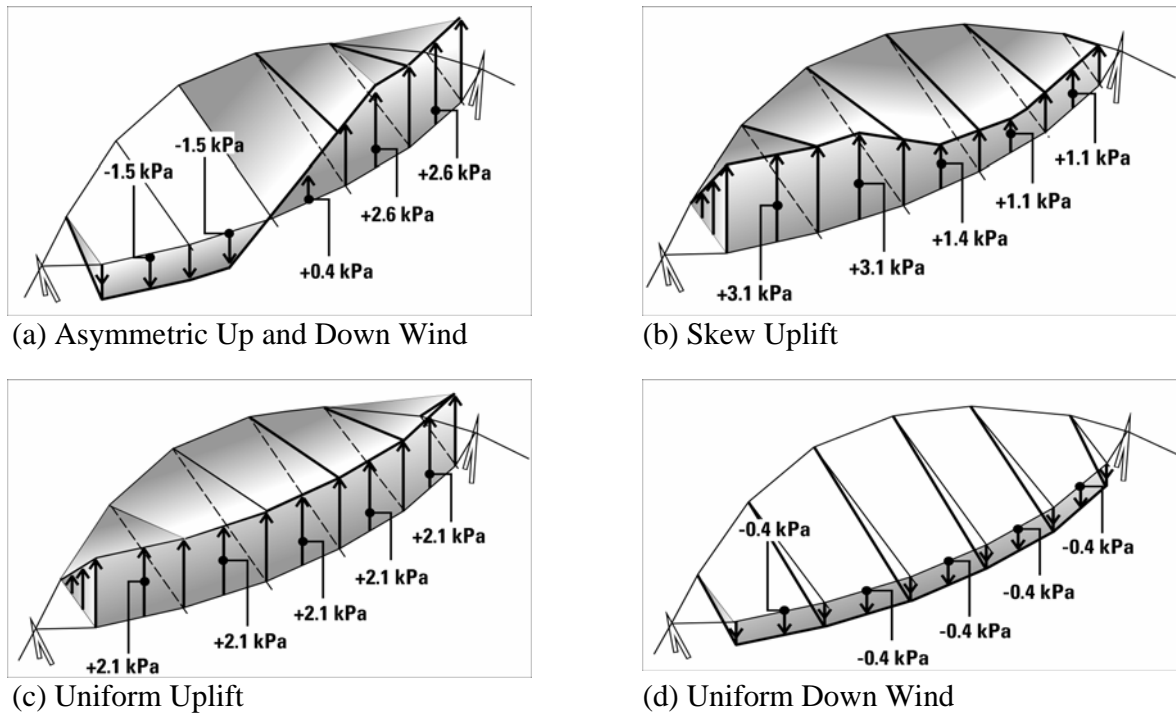 -1.5 kPa
-1.5 kPa
+0.4 kPa
+2.6 kPa
+2.6 kPa
(a) Asymmetric Up and Down Wind
+3.1 kPa
+3.1 kPa
+1.4 kPa
+1.1 kPa
+1.1 kPa
(b) Skew Uplift
+2.1 kPa
+2.1 kPa
+2.1 kPa
+2.1 kPa
+2.1 kPa
(c) Uniform Uplift
-0.4 kPa
-0.4 kPa
-0.4 kPa
-0.4 kPa
-0.4 kPa
(d) Uniform Down Wind